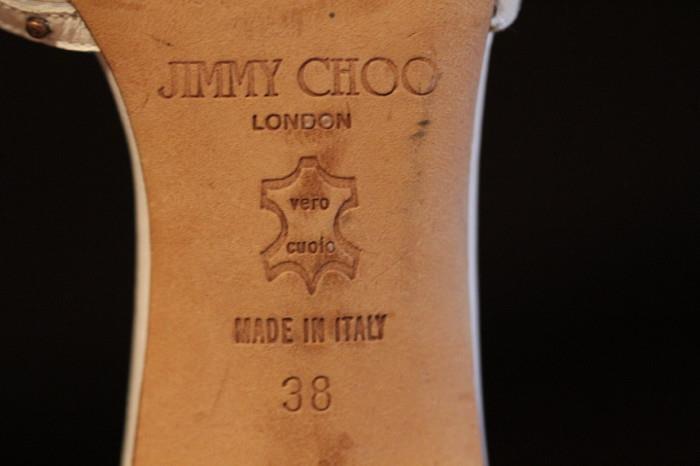 JIMMY CHOO
LONDON
vero
cuoio
MADE IN ITALY
38